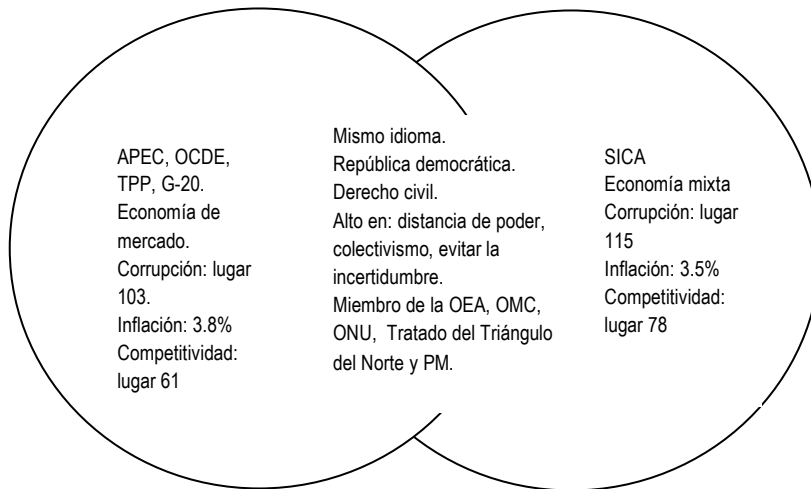 APEC, OCDE,
TPP, G-20.
Economía de
mercado.
Corrupción: lugar
103.
Inflación: 3.8%
Competitividad:
lugar 61
Mismo idioma.
República democrática.
Derecho civil.
Alto en: distancia de poder,
colectivismo, evitar la
incertidumbre.
Miembro de la OEA, OMC,
ONU, Tratado del Triángulo
del Norte y PM.
SICA
Economía mixta
Corrupción: lugar
115
Inflación: 3.5%
Competitividad:
lugar 78